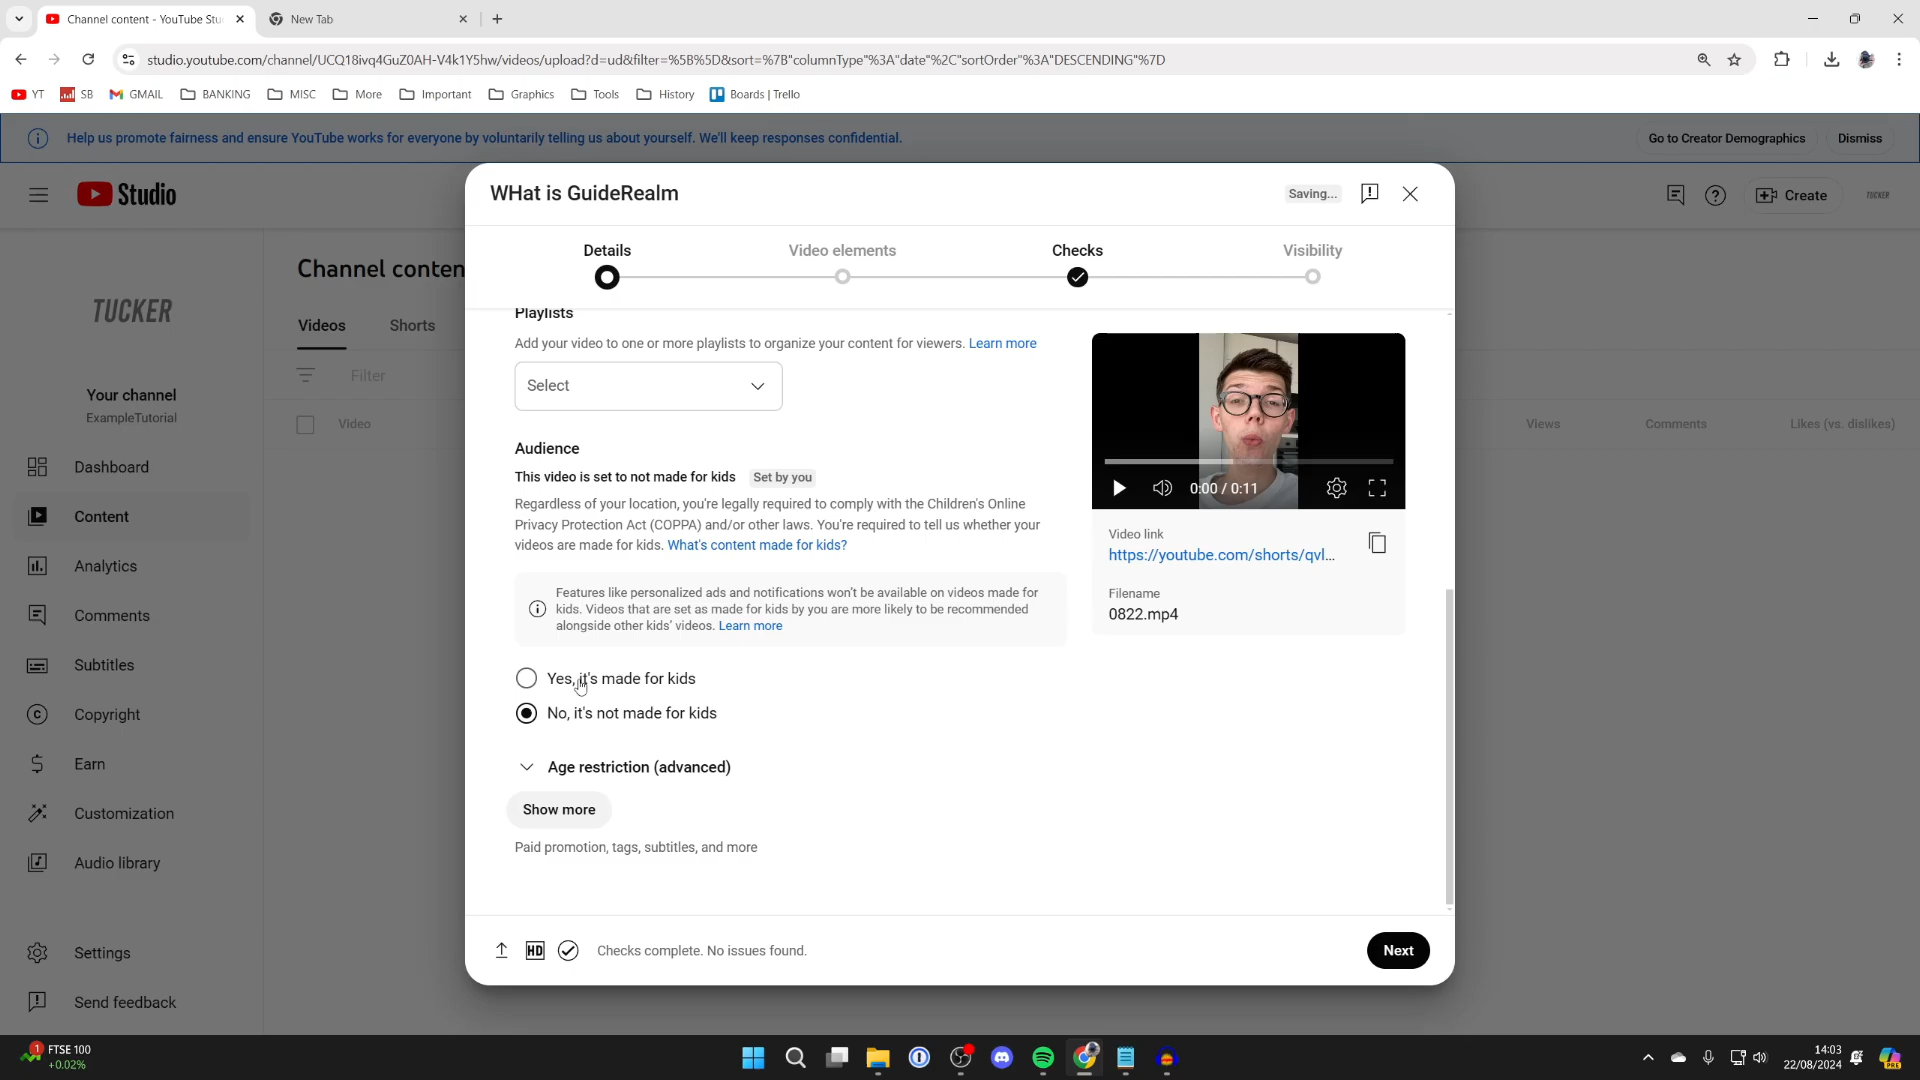 Channel content - YouTube Stu
New Tab
studio.youtube.com/channel/UCQ18ivq4GuZ0AH-V4k1Y5hw/videos/upload?d=ud&filter=%5B%5D&sort=%7B"columnType"%3A"date"%2C"sortOrder"%3A"DESCENDING"%7D
YT SB GMAIL BANKING MISC More Important Graphics Tools History Boards | Trello
Help us promote fairness and ensure YouTube works for everyone by voluntarily telling us about yourself. We'll keep responses confidential. Go to Creator Demographics Dismiss
Studio
WHat is GuideRealm
Saving...
Create
TUCKER
Details Video elements Checks Visibility
Channel conten
TUCKER
Videos Shorts
Filter
Video
Views Comments Likes (vs. dislikes)
Your channel
ExampleTutorial
Dashboard
Content
Analytics
Comments
Subtitles
Copyright
Earn
Customization
Audio library
Settings
Send feedback
Playlists
Add your video to one or more playlists to organize your content for viewers. Learn more
Select
Audience
This video is set to not made for kids Set by you
Regardless of your location, you're legally required to comply with the Children's Online
Privacy Protection Act (COPPA) and/or other laws. You're required to tell us whether your
videos are made for kids. What's content made for kids?
Features like personalized ads and notifications won't be available on videos made for
kids. Videos that are set as made for kids by you are more likely to be recommended
alongside other kids' videos. Learn more
Yes, it's made for kids
No, it's not made for kids
Age restriction (advanced)
Show more
Paid promotion, tags, subtitles, and more
0:00 / 0:11
Video link
https://youtube.com/shorts/qvl...
Filename
0822.mp4
HD
Checks complete. No issues found.
Next
1
FTSE 100
+0.02%
14:03
22/08/2024
PRE